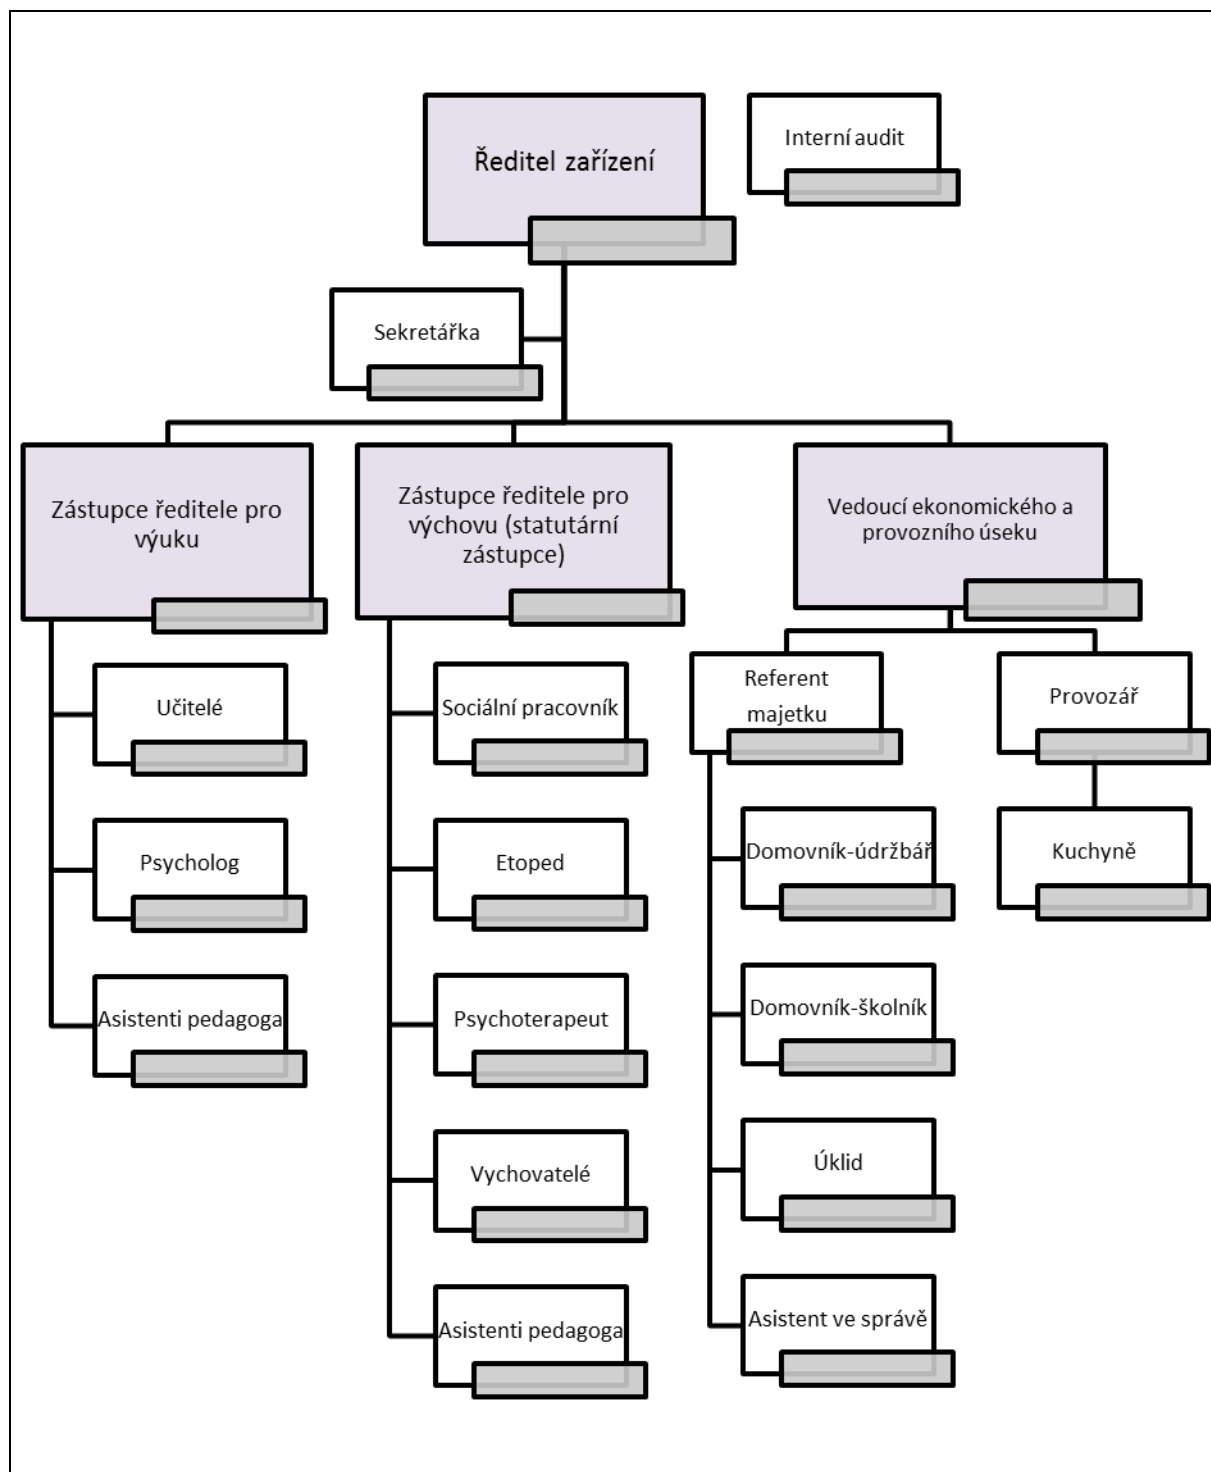 Ředitel zařízení
Interní audit
Sekretářka
Zástupce ředitele pro
výuku
Zástupce ředitele pro
výchovu (statutární
zástupce)
Vedoucí ekonomického a
provozního úseku
Učitelé
Psycholog
Asistenti pedagoga
Sociální pracovník
Etoped
Psychoterapeut
Vychovatelé
Asistenti pedagoga
Referent
majetku
Domovník-údržbář
Domovník-školník
Úklid
Asistent ve správě
Provozář
Kuchyně